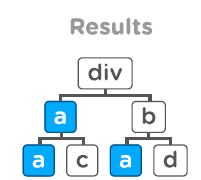 Results
div
a b
a c a d